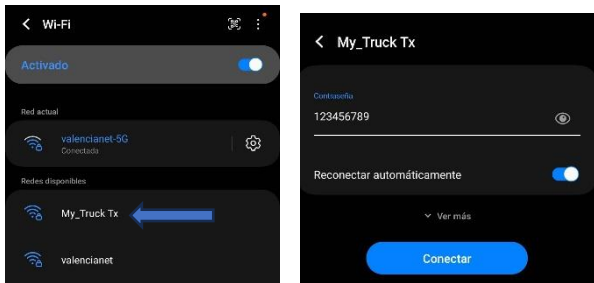 Wi-Fi
Activado
Red actual
valencianet-5G
Conectada
Redes disponibles
My_Truck Tx
valencianet
My_Truck Tx
Contraseña
123456789
Reconectar automáticamente
Ver más
Conectar